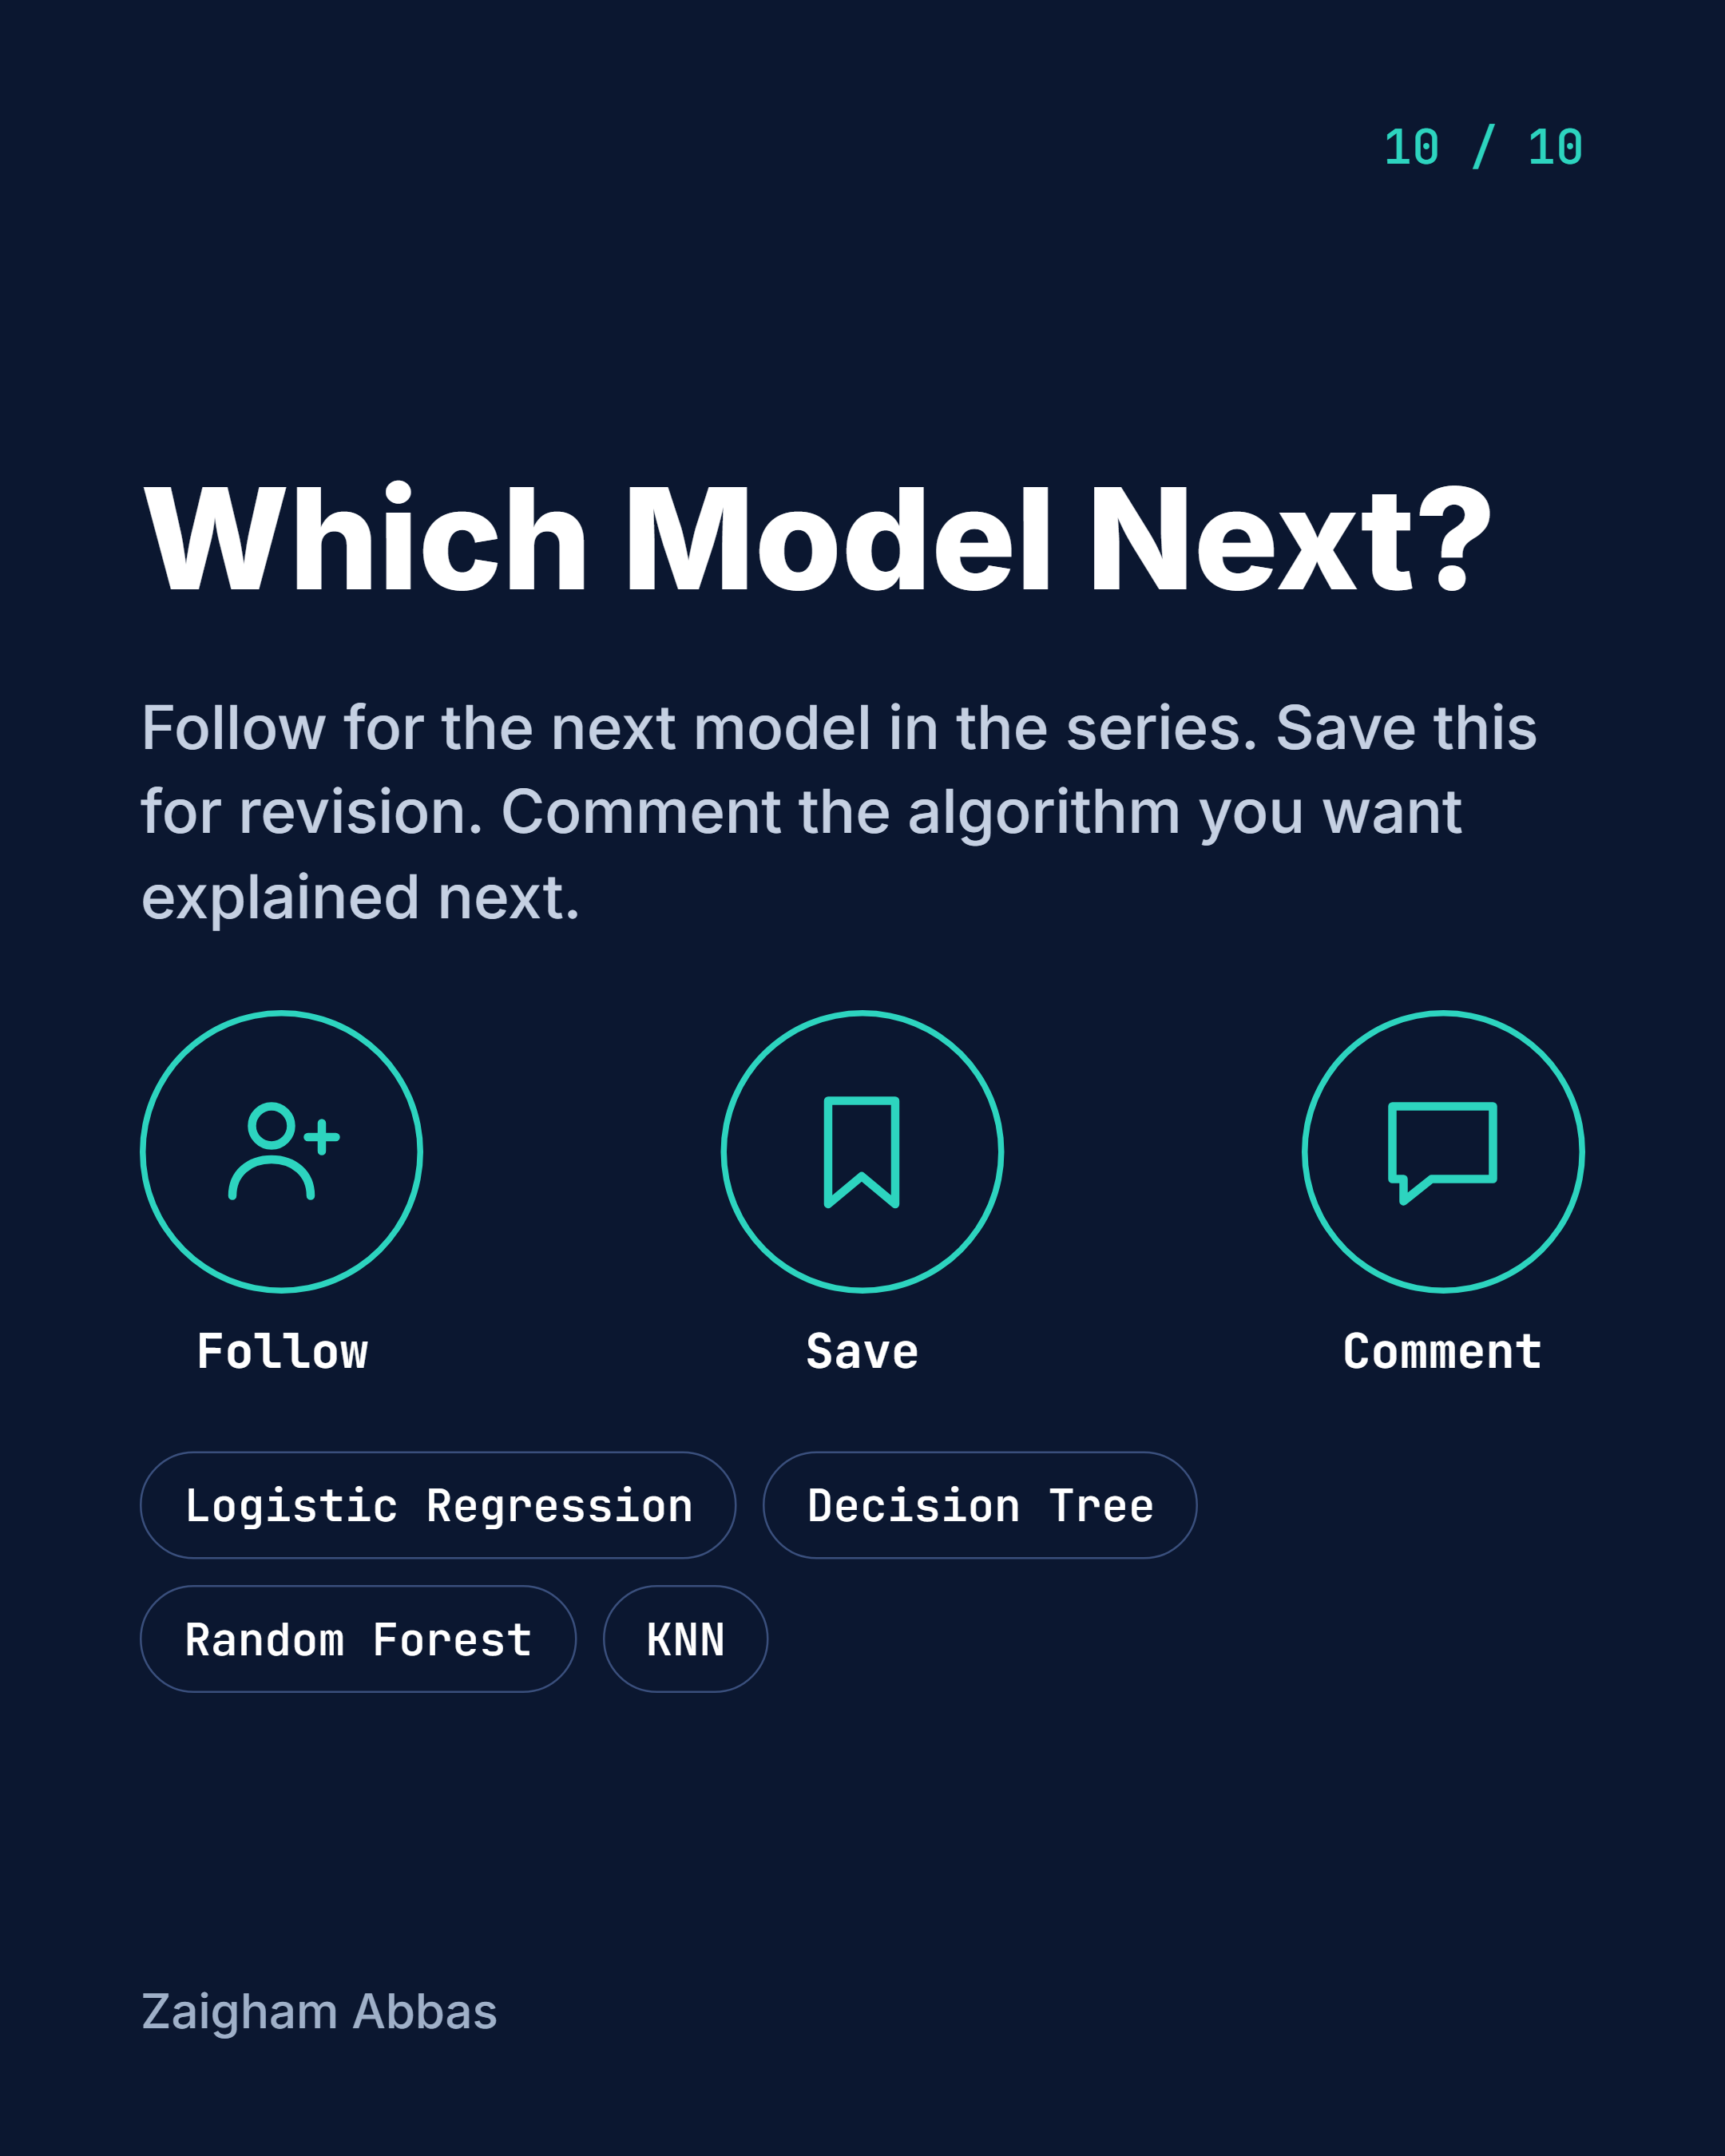 10 / 10
Which Model Next?
Follow for the next model in the series. Save this
for revision. Comment the algorithm you want
explained next.
Follow
Save
Comment
Logistic Regression
Decision Tree
Random Forest
KNN
Zaigham Abbas